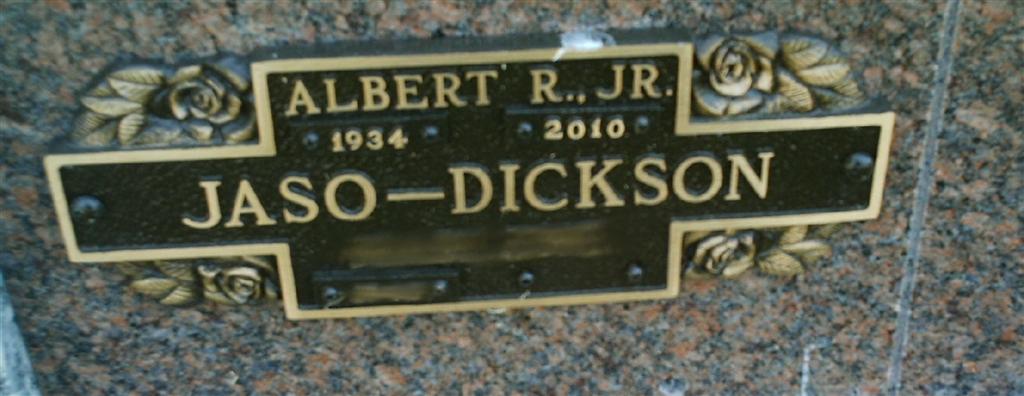 ALBERT R., JR.
1934 2010
JASO—DICKSON